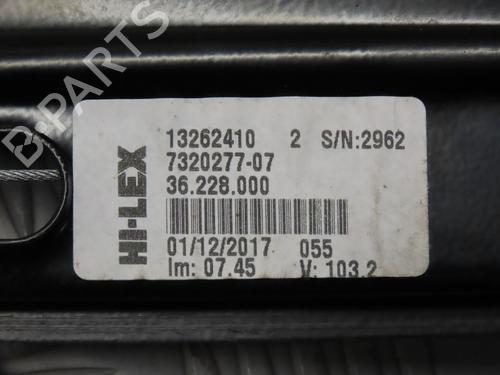 HI-LEX
13262410 2 S/N:2962
7320277-07
36.228.000
01/12/2017 055
Im: 07.45 V: 103.2
B-PARTS